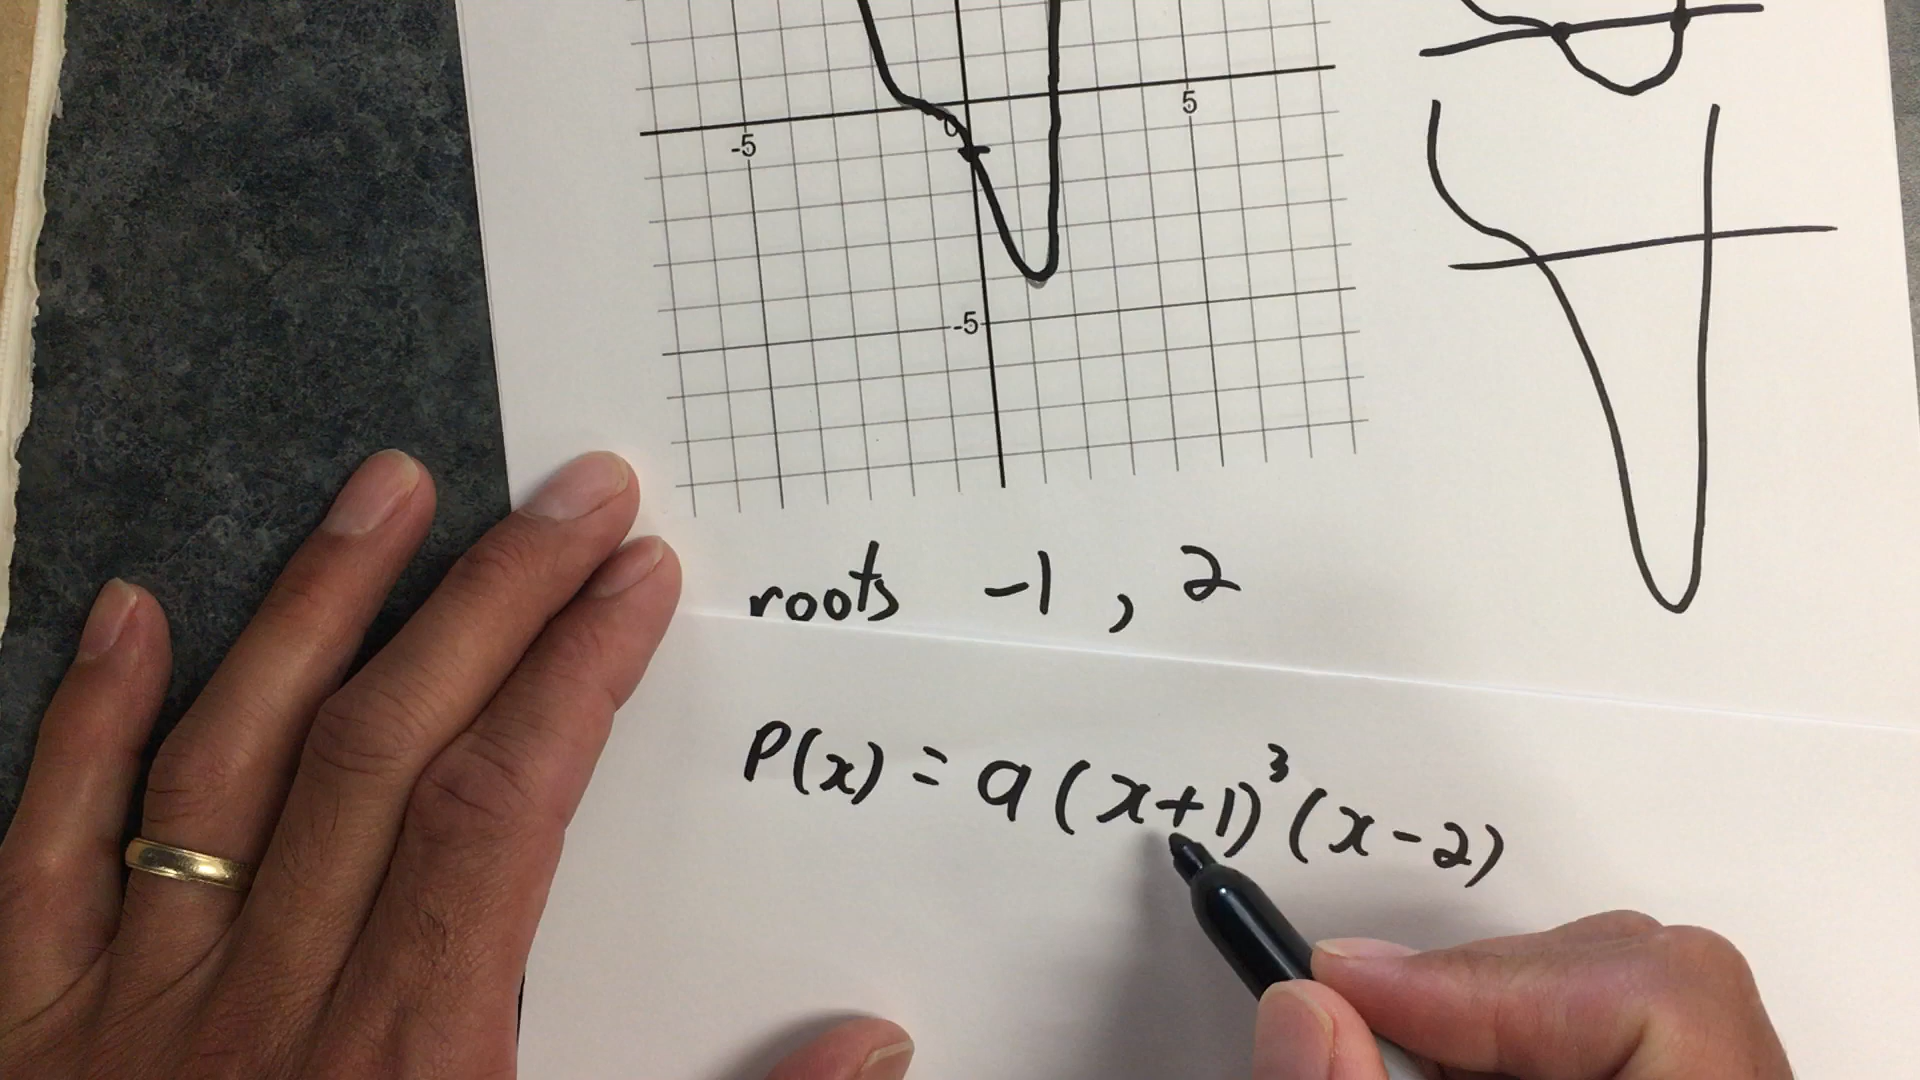 5
0
-5
-5
roots -1, 2
P(x) = a(x+1)³(x-2)